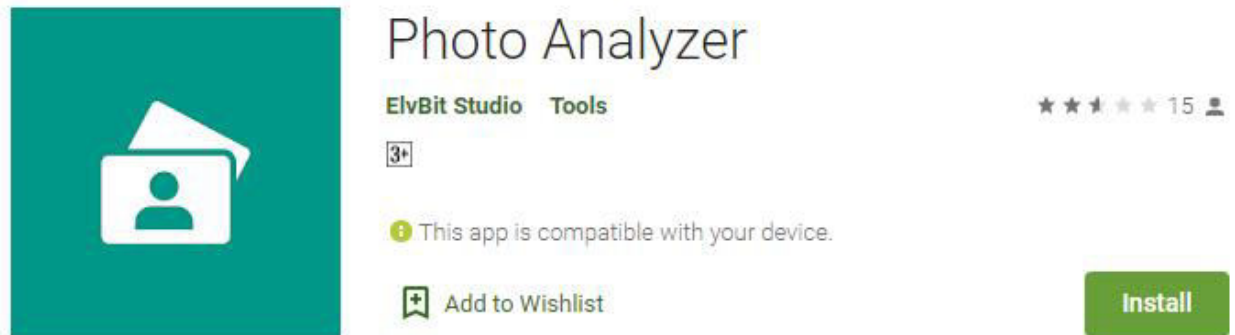 Photo Analyzer
ElvBit Studio Tools
15
3+
This app is compatible with your device.
Add to Wishlist
Install